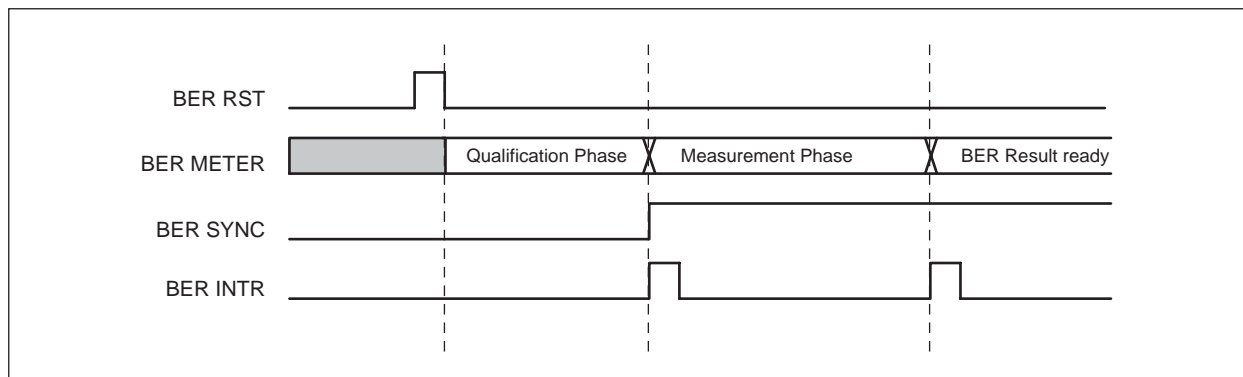 BER RST
BER METER
Qualification Phase
Measurement Phase
BER Result ready
BER SYNC
BER INTR